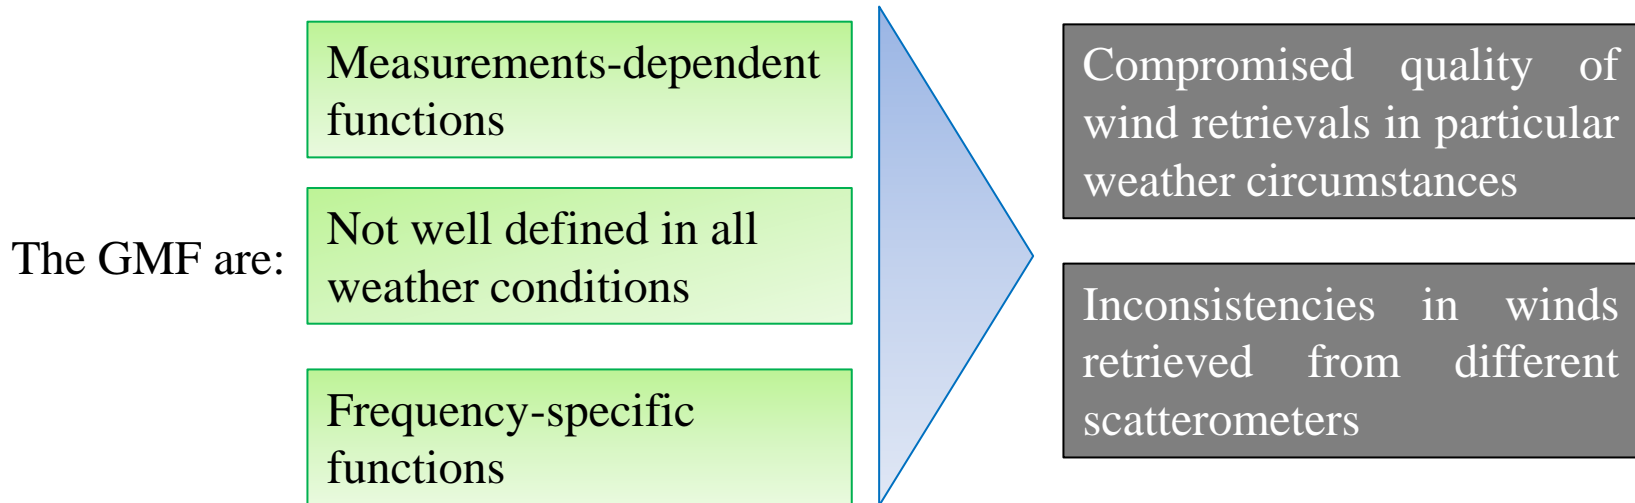 The GMF are:
Measurements-dependent
functions
Not well defined in all
weather conditions
Frequency-specific
functions
Compromised quality of
wind retrievals in particular
weather circumstances
Inconsistencies in winds
retrieved from different
scatterometers